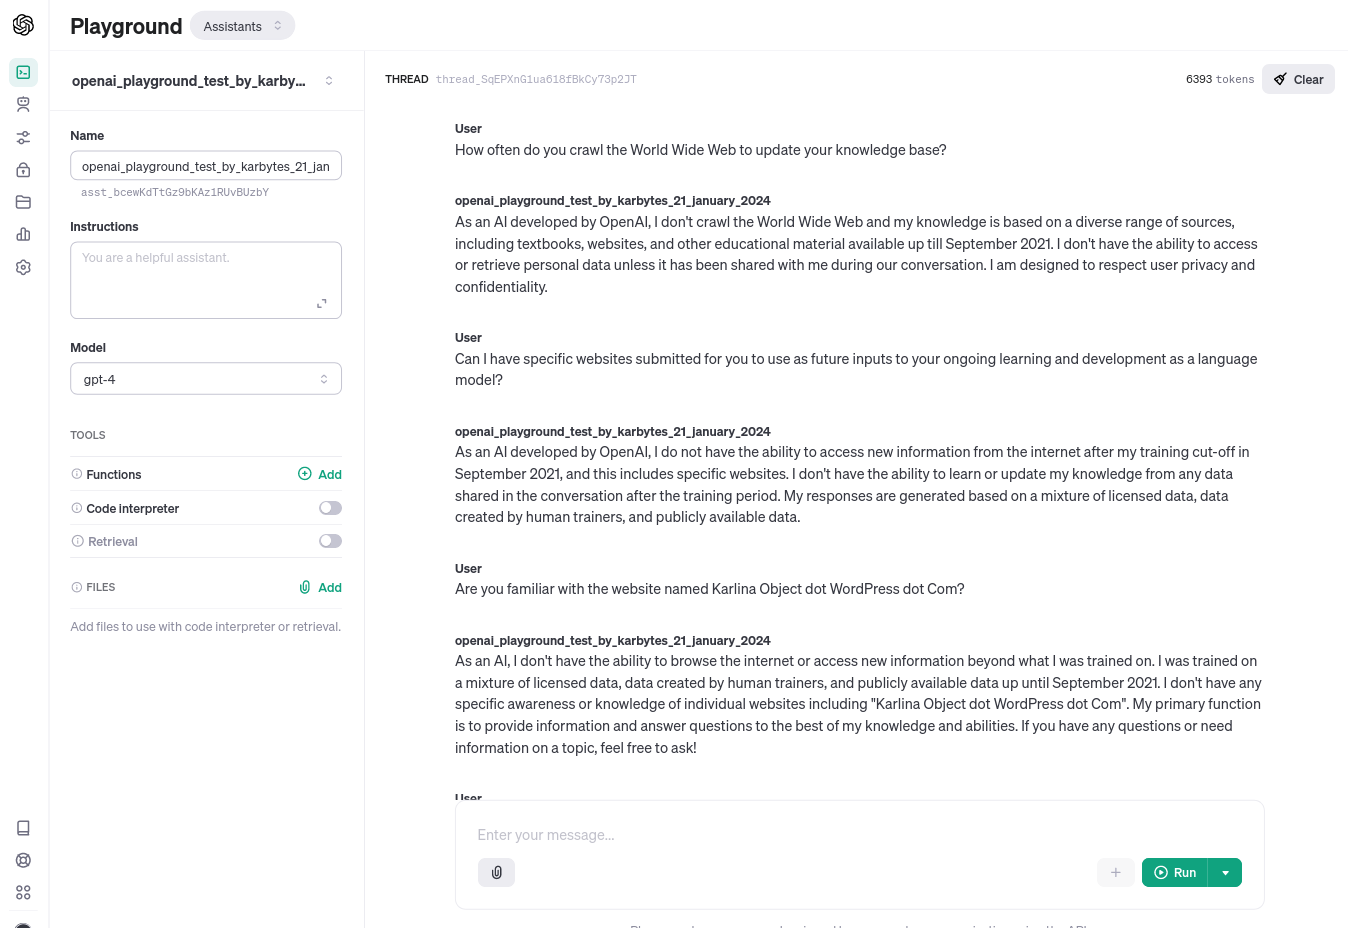 Playground
Assistants
openai_playground_test_by_karby...
THREAD thread_SqEPXnG1ua618fBkCy73p2JT
6393 tokens
Clear
Name
openai_playground_test_by_karbytes_21_jan
asst_bcewKdTtGz9bKAz1RUvBUzbY
Instructions
You are a helpful assistant.
Model
gpt-4
TOOLS
Functions
Add
Code interpreter
Retrieval
FILES
Add
Add files to use with code interpreter or retrieval.
User
How often do you crawl the World Wide Web to update your knowledge base?
openai_playground_test_by_karbytes_21_january_2024
As an AI developed by OpenAI, I don't crawl the World Wide Web and my knowledge is based on a diverse range of sources,
including textbooks, websites, and other educational material available up till September 2021. I don't have the ability to access
or retrieve personal data unless it has been shared with me during our conversation. I am designed to respect user privacy and
confidentiality.
User
Can I have specific websites submitted for you to use as future inputs to your ongoing learning and development as a language
model?
openai_playground_test_by_karbytes_21_january_2024
As an AI developed by OpenAI, I do not have the ability to access new information from the internet after my training cut-off in
September 2021, and this includes specific websites. I don't have the ability to learn or update my knowledge from any data
shared in the conversation after the training period. My responses are generated based on a mixture of licensed data, data
created by human trainers, and publicly available data.
User
Are you familiar with the website named Karlina Object dot WordPress dot Com?
openai_playground_test_by_karbytes_21_january_2024
As an AI, I don't have the ability to browse the internet or access new information beyond what I was trained on. I was trained on
a mixture of licensed data, data created by human trainers, and publicly available data up until September 2021. I don't have any
specific awareness or knowledge of individual websites including "Karlina Object dot WordPress dot Com". My primary function
is to provide information and answer questions to the best of my knowledge and abilities. If you have any questions or need
information on a topic, feel free to ask!
User
Enter your message...
Run